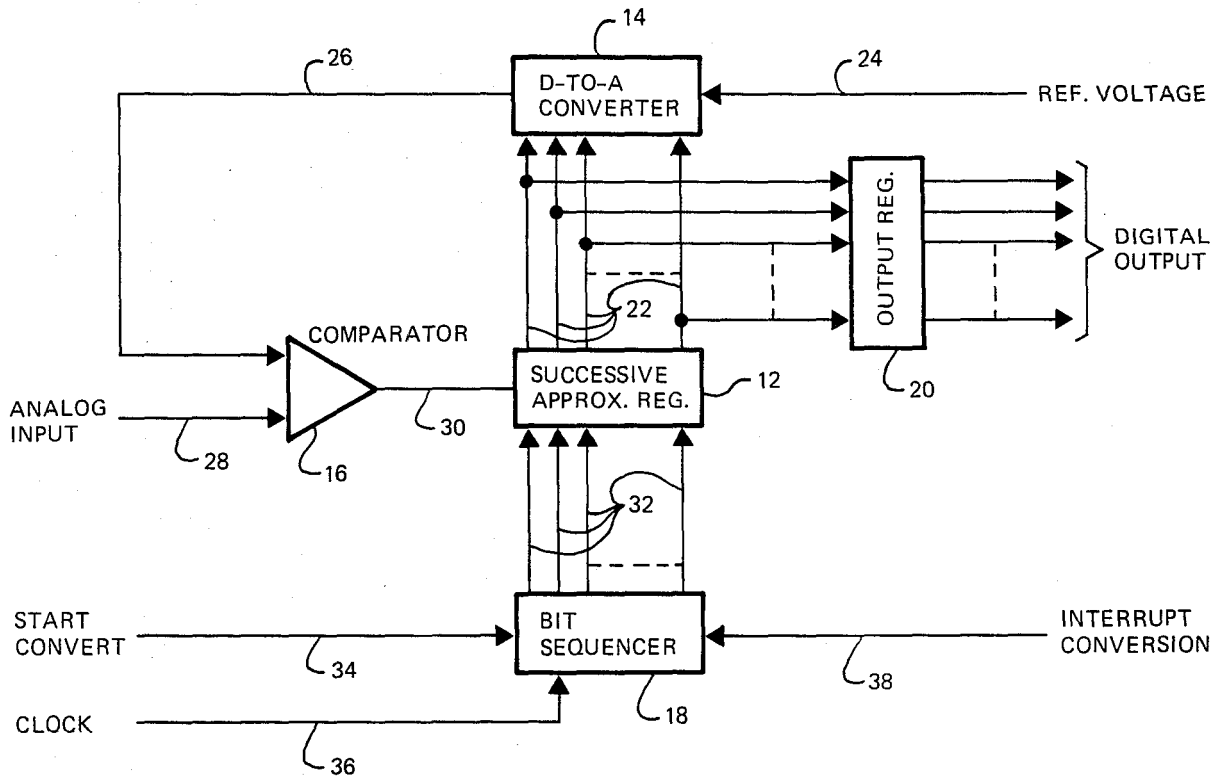 14
26
D-TO-A
CONVERTER
24
REF. VOLTAGE
OUTPUT REG.
DIGITAL
OUTPUT
22
COMPARATOR
SUCCESSIVE
APPROX. REG.
12
20
ANALOG
INPUT
28
16
30
32
START
CONVERT
34
BIT
SEQUENCER
INTERRUPT
CONVERSION
38
18
CLOCK
36